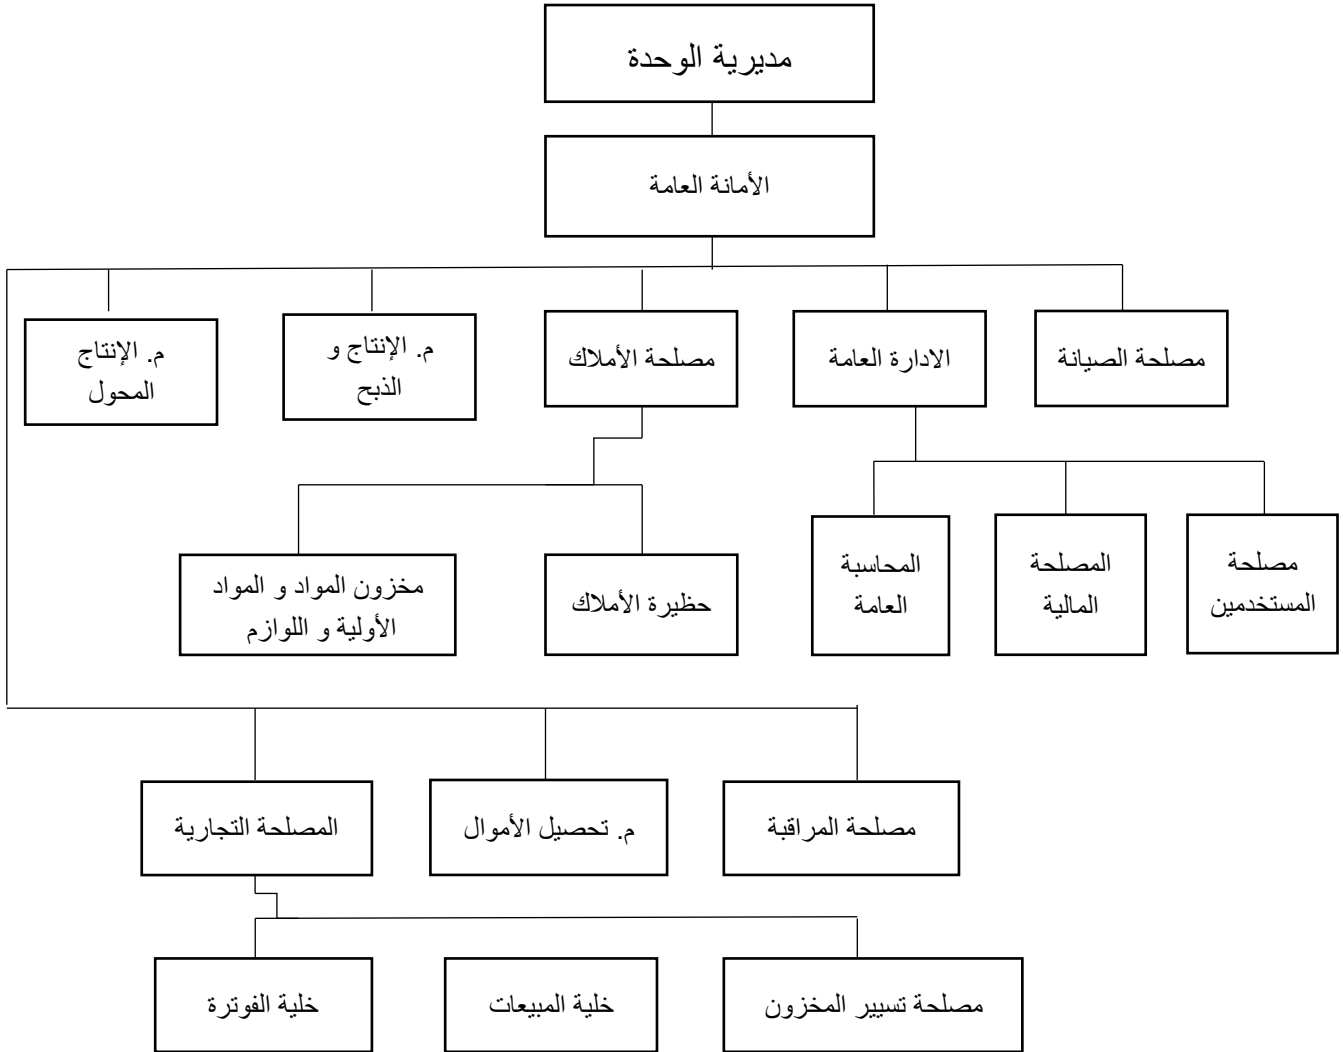 مديرية الوحدة
الأمانة العامة
مصلحة الصيانة
الادارة العامة
مصلحة الأملاك
م. الإنتاج و
الذبح
م. الإنتاج
المحول
مصلحة
المستخدمين
المصلحة
المالية
المحاسبة
العامة
حظيرة الأملاك
مخزون المواد و المواد
الأولية و اللوازم
مصلحة المراقبة
م. تحصيل الأموال
المصلحة التجارية
مصلحة تسيير المخزون
خلية المبيعات
خلية الفوترة